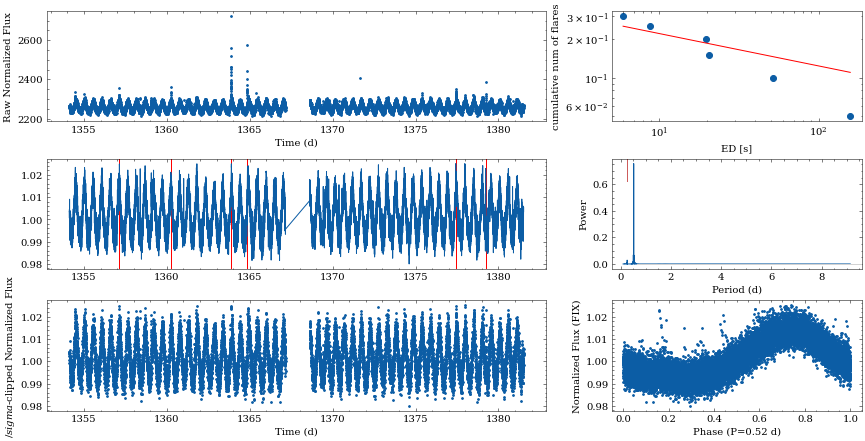 Raw Normalized Flux
2600
2400
2200
1355 1360 1365 1370 1375 1380
Time (d)
cumulative num of flares
3 × 10⁻¹
2 × 10⁻¹
10⁻¹
6 × 10⁻²
10¹ 10²
ED [s]
1.02
1.01
1.00
0.99
0.98
1355 1360 1365 1370 1375 1380
Power
0.6
0.4
0.2
0.0
0 2 4 6 8
Period (d)
/sigma-clipped Normalized Flux
1.02
1.01
1.00
0.99
0.98
1355 1360 1365 1370 1375 1380
Time (d)
Normalized Flux (FIX)
1.02
1.01
1.00
0.99
0.98
0.0 0.2 0.4 0.6 0.8 1.0
Phase (P=0.52 d)